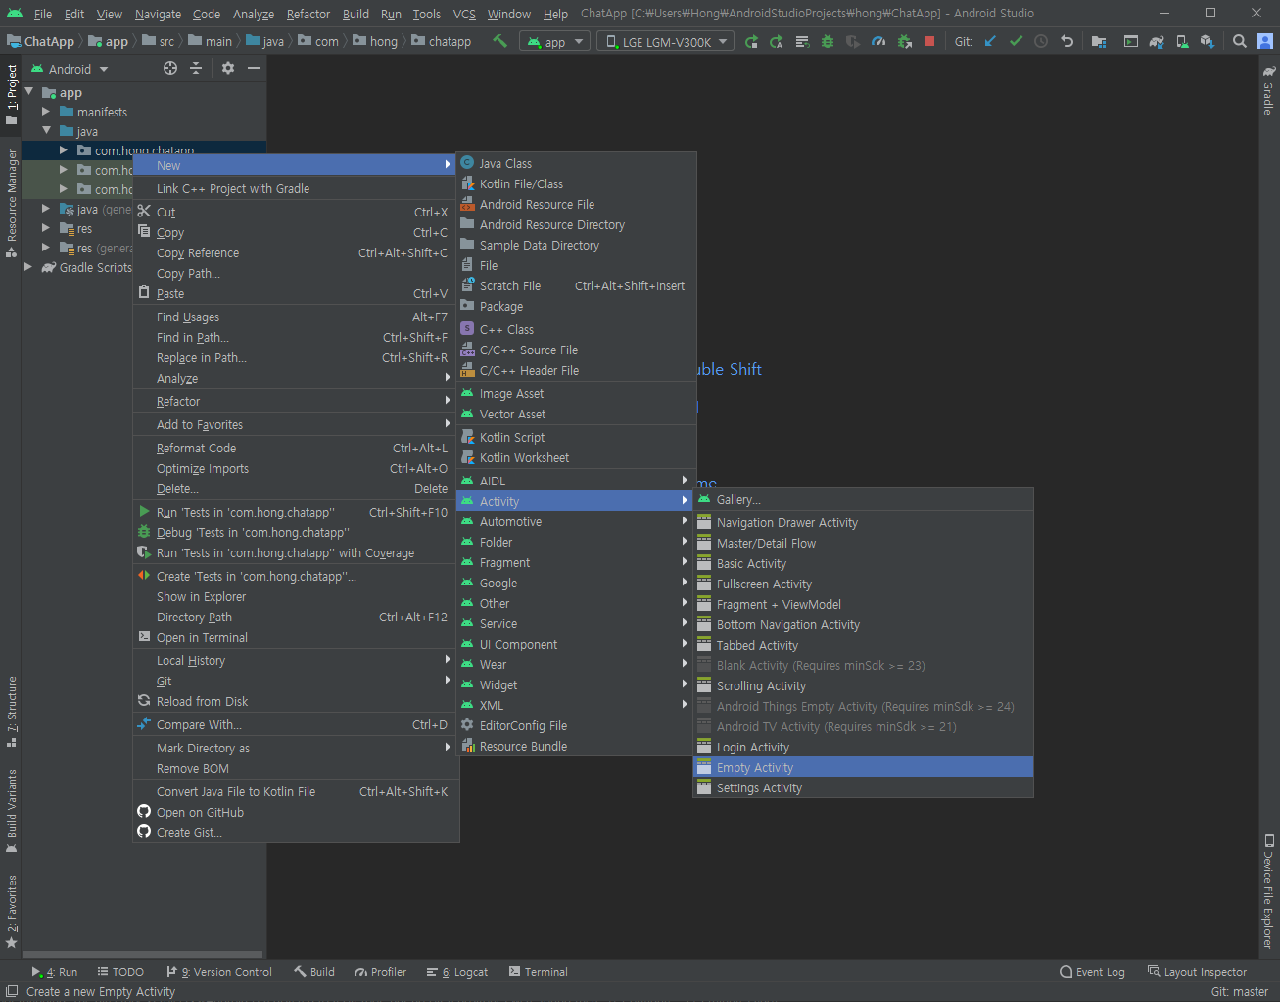 File Edit View Navigate Code Analyze Refactor Build Run Tools VCS Window Help ChatApp [C:₩Users₩Hong₩AndroidStudioProjects₩hong₩ChatApp] - Android Studio
ChatApp app src main java com hong chatapp app LGE LGM-V300K Git:
1: Project
Resource Manager
7: Structure
Build Variants
2: Favorites
Android
app
manifests
java
com.hong.chatapp
com.ho
com.ho
java (gene
res
res (genera
Gradle Scripts
New
Link C++ Project with Gradle
Cut Ctrl+X
Copy Ctrl+C
Copy Reference Ctrl+Alt+Shift+C
Copy Path...
Paste Ctrl+V
Find Usages Alt+F7
Find in Path... Ctrl+Shift+F
Replace in Path... Ctrl+Shift+R
Analyze
Refactor
Add to Favorites
Reformat Code Ctrl+Alt+L
Optimize Imports Ctrl+Alt+O
Delete... Delete
Run 'Tests in 'com.hong.chatapp'' Ctrl+Shift+F10
Debug 'Tests in 'com.hong.chatapp''
Run 'Tests in 'com.hong.chatapp'' with Coverage
Create 'Tests in 'com.hong.chatapp''...
Show in Explorer
Directory Path Ctrl+Alt+F12
Open in Terminal
Local History
Git
Reload from Disk
Compare With... Ctrl+D
Mark Directory as
Remove BOM
Convert Java File to Kotlin File Ctrl+Alt+Shift+K
Open on GitHub
Create Gist...
Java Class
Kotlin File/Class
Android Resource File
Android Resource Directory
Sample Data Directory
File
Scratch File Ctrl+Alt+Shift+Insert
Package
C++ Class
C/C++ Source File
C/C++ Header File
Image Asset
Vector Asset
Kotlin Script
Kotlin Worksheet
AIDL
Activity
Automotive
Folder
Fragment
Google
Other
Service
UI Component
Wear
Widget
XML
EditorConfig File
Resource Bundle
uble Shift
me
Gallery...
Navigation Drawer Activity
Master/Detail Flow
Basic Activity
Fullscreen Activity
Fragment + ViewModel
Bottom Navigation Activity
Tabbed Activity
Blank Activity (Requires minSdk >= 23)
Scrolling Activity
Android Things Empty Activity (Requires minSdk >= 24)
Android TV Activity (Requires minSdk >= 21)
Login Activity
Empty Activity
Settings Activity
Gradle
Device File Explorer
4: Run TODO 9: Version Control Build Profiler 6: Logcat Terminal Event Log Layout Inspector
Create a new Empty Activity Git: master